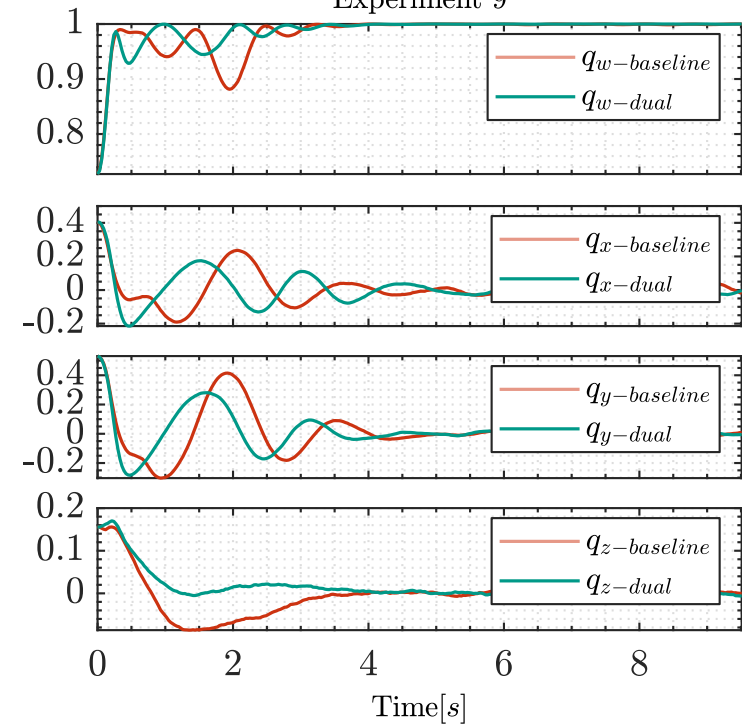 Experiment 9
1
0.9
0.8
q_{w-baseline}
q_{w-dual}
0.4
0.2
0
-0.2
q_{x-baseline}
q_{x-dual}
0.4
0.2
0
-0.2
q_{y-baseline}
q_{y-dual}
0.2
0.1
0
q_{z-baseline}
q_{z-dual}
0 2 4 6 8
Time[s]